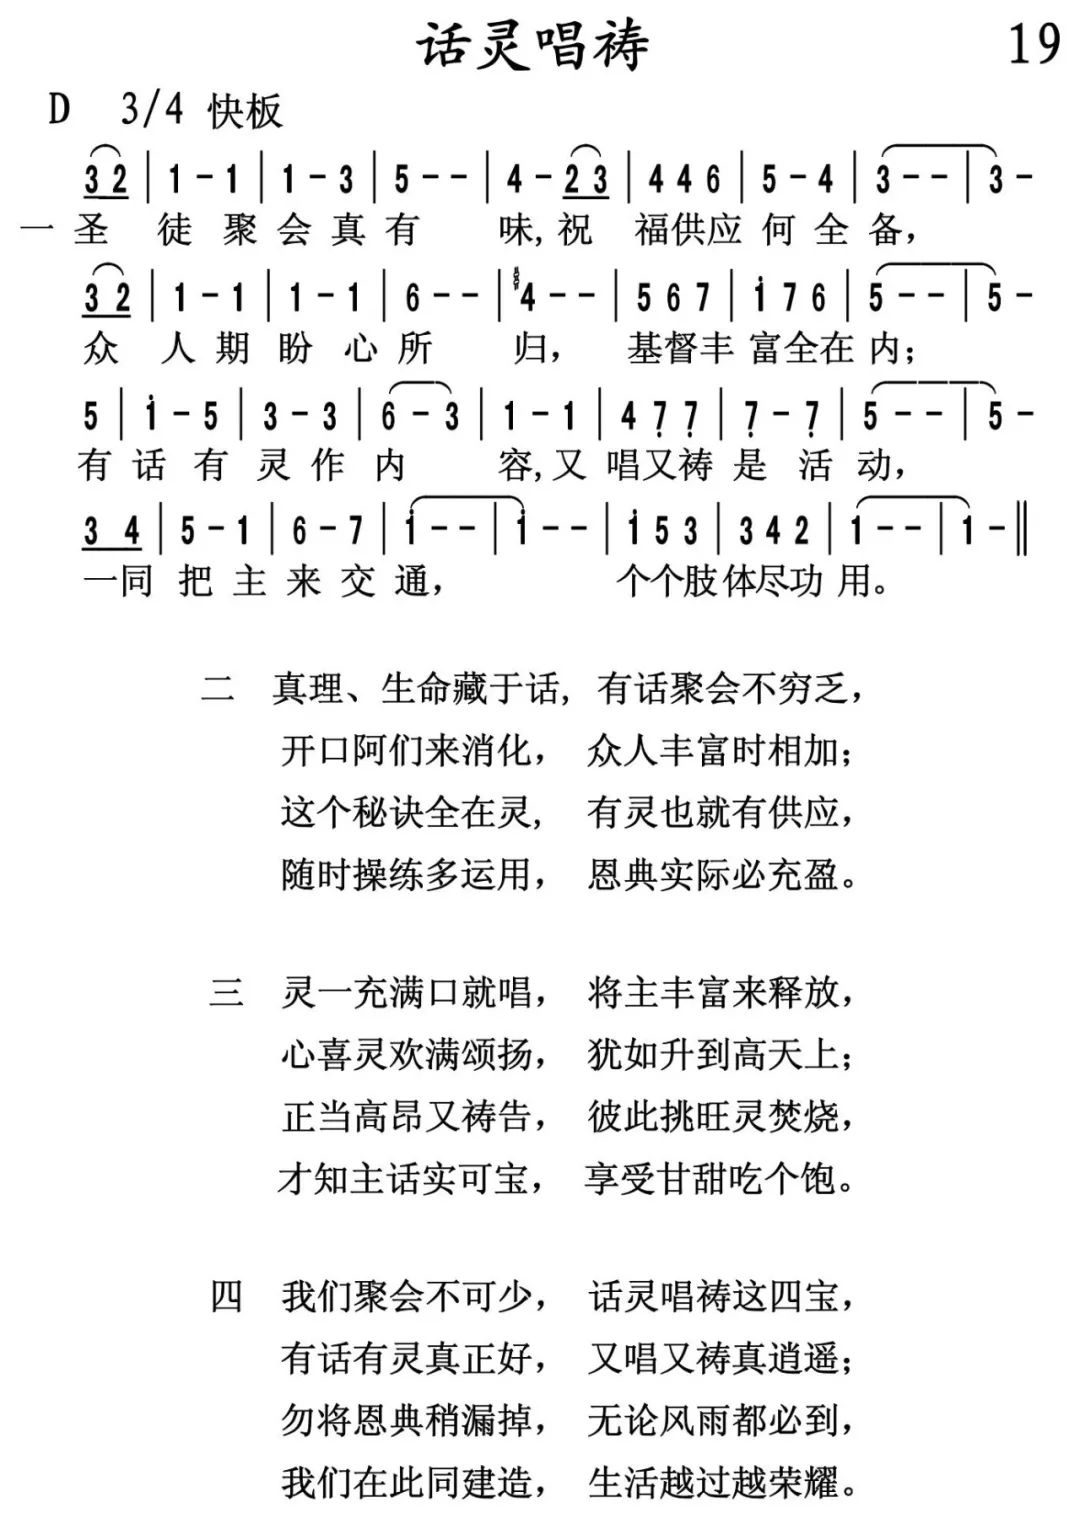 话灵唱祷 19
D 3/4 快板
3 2 | 1 - 1 | 1 - 3 | 5 - - | 4 - 2 3 | 4 4 6 | 5 - 4 | 3 - - | 3 -
一 圣 徒 聚 会 真 有 味, 祝 福供应 何 全 备，
3 2 | 1 - 1 | 1 - 1 | 6 - - | 4 - - | 5 6 7 | i 7 6 | 5 - - | 5 -
众 人 期 盼 心 所 归， 基督丰 富全在 内；
5 | i - 5 | 3 - 3 | 6 - 3 | 1 - 1 | 4 7̣ 7̣ | 7̣ - 7̣ | 5 - - | 5 -
有 话 有 灵 作 内 容, 又 唱又祷 是 活 动，
3 4 | 5 - 1 | 6 - 7 | i - - | i - - | i 5 3 | 3 4 2 | 1 - - | 1 - ‖
一同 把 主 来 交 通， 个个肢体尽功 用。
二 真理、生命藏于话, 有话聚会不穷乏，
开口阿们来消化， 众人丰富时相加；
这个秘诀全在灵, 有灵也就有供应，
随时操练多运用， 恩典实际必充盈。
三 灵一充满口就唱， 将主丰富来释放，
心喜灵欢满颂扬， 犹如升到高天上；
正当高昂又祷告， 彼此挑旺灵焚烧，
才知主话实可宝， 享受甘甜吃个饱。
四 我们聚会不可少， 话灵唱祷这四宝，
有话有灵真正好， 又唱又祷真逍遥；
勿将恩典稍漏掉， 无论风雨都必到，
我们在此同建造， 生活越过越荣耀。